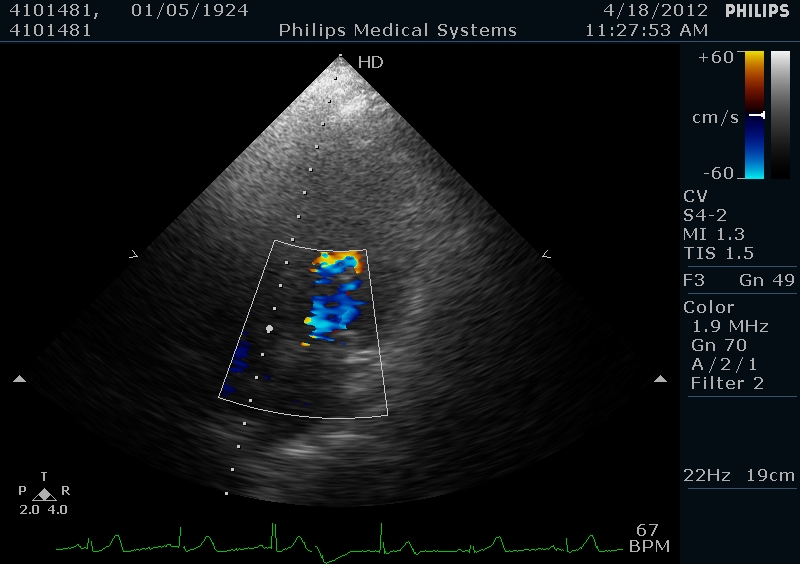 4101481, 01/05/1924 4/18/2012 PHILIPS
4101481 Philips Medical Systems 11:27:53 AM
HD
+60
cm/s
-60
CV
S4-2
MI 1.3
TIS 1.5
F3 Gn 49
Color
1.9 MHz
Gn 70
A/2/1
Filter 2
22Hz 19cm
T
P R
2.0 4.0
67
BPM